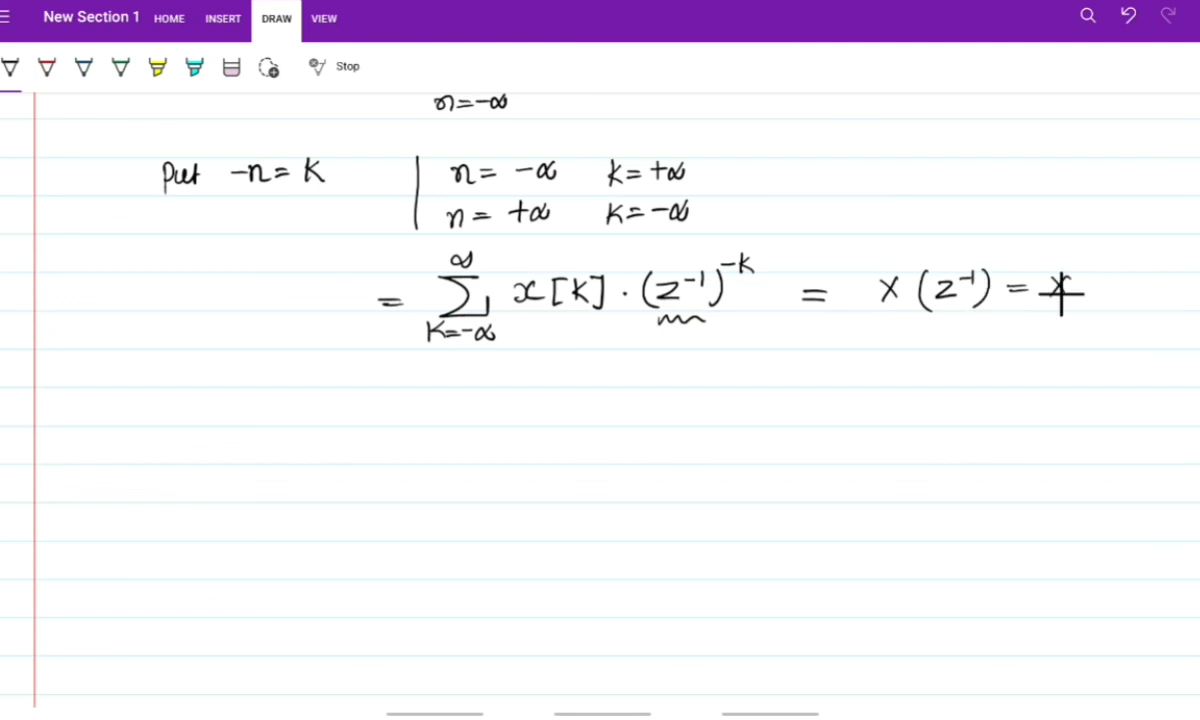 New Section 1 HOME INSERT DRAW VIEW
Stop
n=-∞
Put -n = K | n = -∞ k = +∞
n = +∞ k = -∞
= ∞ Σ K=-∞ x[k] · (z⁻¹)⁻ᵏ = X (z⁻¹) =